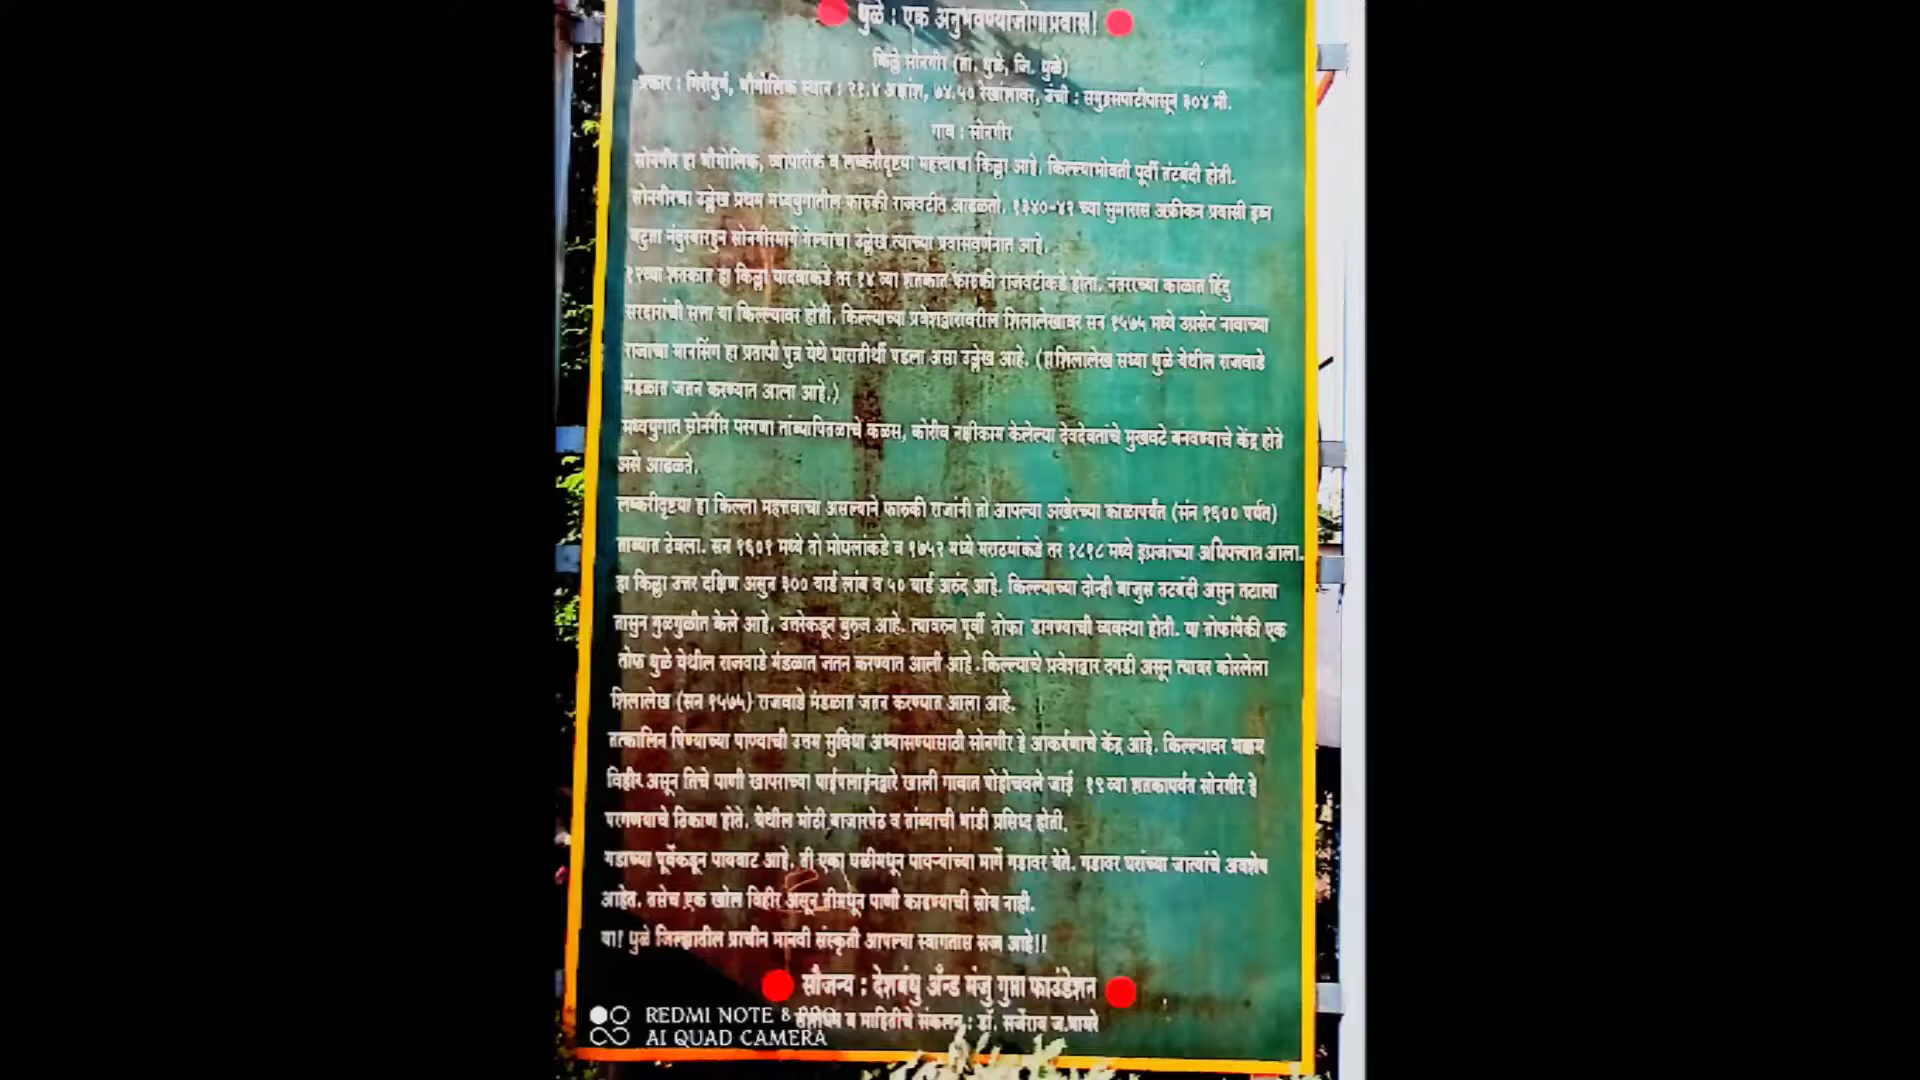 धुळे : एक अनुभवण्याजोगा प्रवास!
किल्ले सोनगीर (ता. धुळे, जि. धुळे)
प्रकार : गिरीदुर्ग, भौगोलिक स्थान : २१.४ अक्षांश, ७४.५० रेखांशावर, उंची : समुद्रसपाटीपासून ३०४ मी.
गाव : सोनगीर
सोनगीर हा भौगोलिक, व्यापारीक व लष्करीदृष्टया महत्त्वाचा किल्ला आहे. किल्ल्याभोवती पूर्वी तटबंदी होती.
सोनगीरचा उल्लेख प्रथम मध्ययुगातील फारुकी राजवटीत आढळतो. १३४०-४२ च्या सुमारास अफ्रीकन प्रवासी इब्न
बटुता नंदुरबारहुन सोनगीरमार्गे गेल्याचा उल्लेख त्याच्या प्रवासवर्णनात आहे.
१२व्या शतकात हा किल्ला यादवांकडे तर १४ व्या शतकात फारुकी राजवटीकडे होता. नंतरच्या काळात हिंदु
सरदारांची सत्ता या किल्ल्यावर होती. किल्ल्याच्या प्रवेशद्वारावरील शिलालेखावर सन १५७५ मध्ये उग्रसेन नावाच्या
राजाचा मानसिंग हा प्रतापी पुत्र येथे धारातीर्थी पडला असा उल्लेख आहे. (हा शिलालेख सध्या धुळे येथील राजवाडे
मंडळात जतन करण्यात आला आहे.)
मध्ययुगात सोनगीर परगणा तांब्यापितळाचे कळस, कोरीव नक्षीकाम केलेल्या देवदेवतांचे मुखवटे बनवण्याचे केंद्र होते
असे आढळते.
लष्करीदृष्टया हा किल्ला महत्तवाचा असल्याने फारुकी राजांनी तो आपल्या अखेरच्या काळापर्यंत (सन १६०० पर्यंत)
ताब्यात ठेवला. सन १६०१ मध्ये तो मोघलांकडे व १७५२ मध्ये मराठयांकडे तर १८१८ मध्ये इंग्रजांच्या अधिपत्यात आला.
हा किल्ला उत्तर दक्षिण असुन ३०० यार्ड लांब व ५० यार्ड अरुंद आहे. किल्ल्याच्या दोन्ही बाजुस तटबंदी असुन तटाला
तासुन गुळगुळीत केले आहे. उत्तरेकडून बुरुज आहे. त्यावरुन पूर्वी तोफा डागण्याची व्यवस्था होती. या तोफांपैकी एक
तोफ धुळे येथील राजवाडे मंडळात जतन करण्यात आली आहे. किल्ल्याचे प्रवेशद्वार दगडी असून त्यावर कोरलेला
शिलालेख (सन १५७५) राजवाडे मंडळात जतन करण्यात आला आहे.
तत्कालिन पिण्याच्या पाण्याची उत्तम सुविधा अभ्यासण्यासाठी सोनगीर हे आकर्षणाचे केंद्र आहे. किल्ल्यावर भक्कम
विहीर असून तिचे पाणी खापराच्या पाईपलाईनद्वारे खाली गावात पोहोचवले जाई १९ व्या शतकापर्यंत सोनगीर हे
परगणयाचे ठिकाण होते. येथील मोठी बाजारपेठ व तांब्याची भांडी प्रसिध्द होती.
गडाच्या पूर्वेकडून पायवाट आहे. ती एका घळीमधून पायऱ्यांच्या मार्गे गडावर येते. गडावर घरांच्या जात्यांचे अवशेष
आहेत. तसेच एक खोल विहीर असून तीमधून पाणी काढण्याची सोय नाही.
या! धुळे जिल्ह्यातील प्राचीन मानवी संस्कृती आपल्या स्वागतास सज्ज आहे!!
सौजन्य : देशबंधु अँन्ड मंजु गुप्ता फाउंडेशन
व माहितीचे संकलन : डॉ. सर्जेराव
REDMI NOTE 8
AI QUAD CAMERA